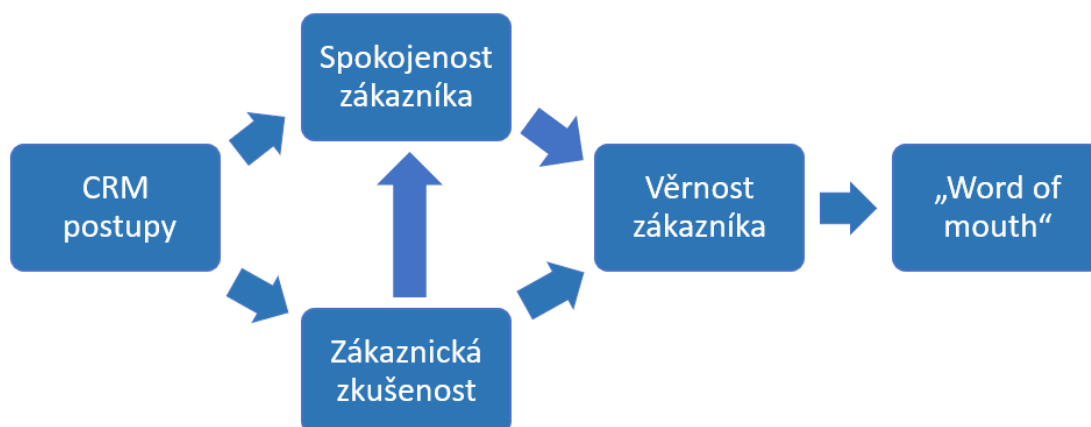 Spokojenost
zákazníka
CRM
postupy
Věrnost
zákazníka
„Word of
mouth“
Zákaznická
zkušenost